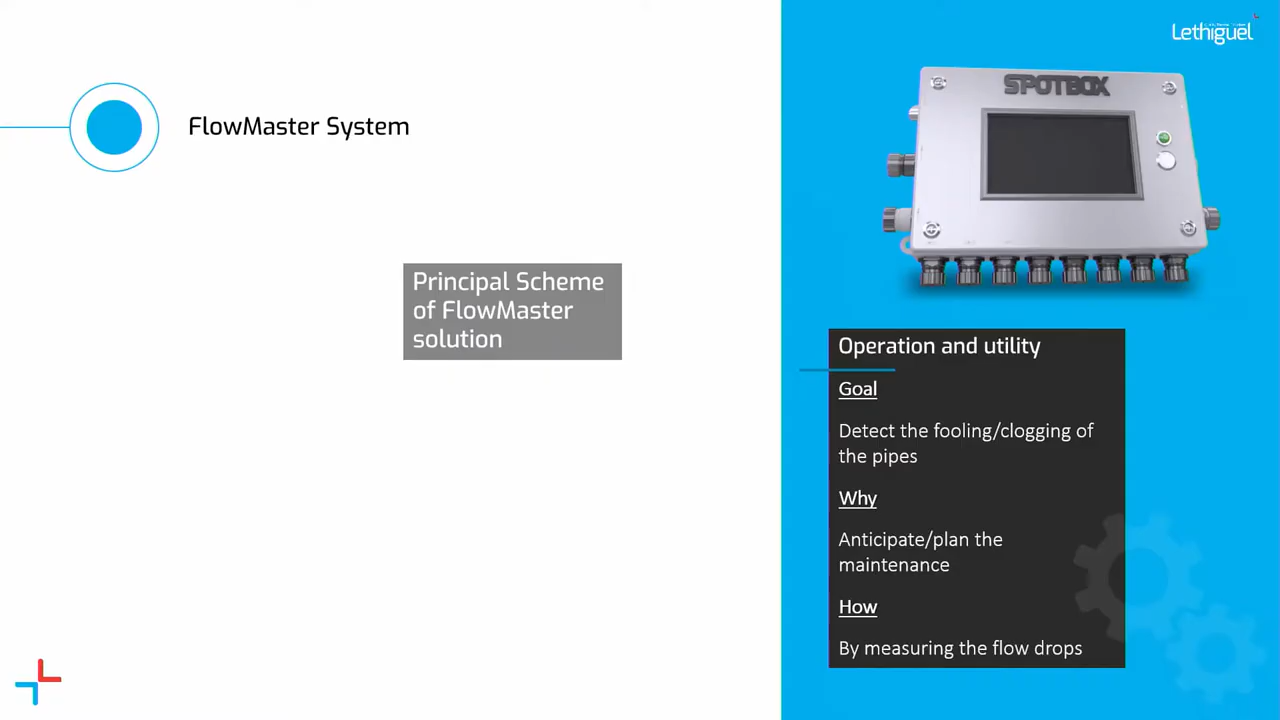 Lethiguel
SPOTBOX
FlowMaster System
Principal Scheme
of FlowMaster
solution
Operation and utility
Goal
Detect the fooling/clogging of
the pipes
Why
Anticipate/plan the
maintenance
How
By measuring the flow drops